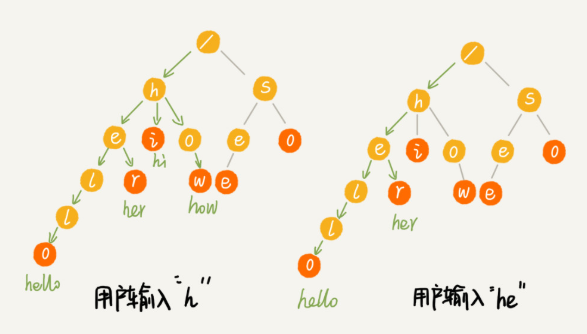 / /
h s h s
e i o e o e i o e o
hi
l r w e l r w e
her how her
l l
o o
hello hello
用户输入"h" 用户输入"he"